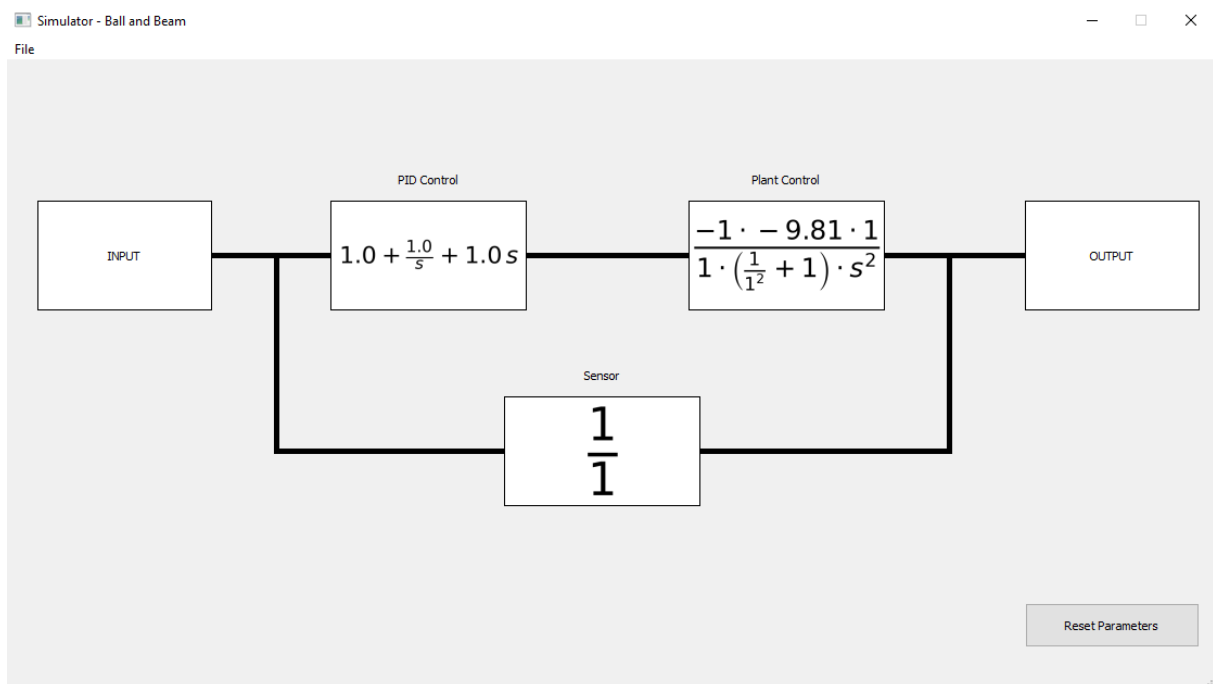 Simulator - Ball and Beam
File
PID Control
Plant Control
INPUT
1.0 + 1.0/s + 1.0 s
−1 · − 9.81 · 1
1 · (1/1² + 1) · s²
OUTPUT
Sensor
1
1
Reset Parameters